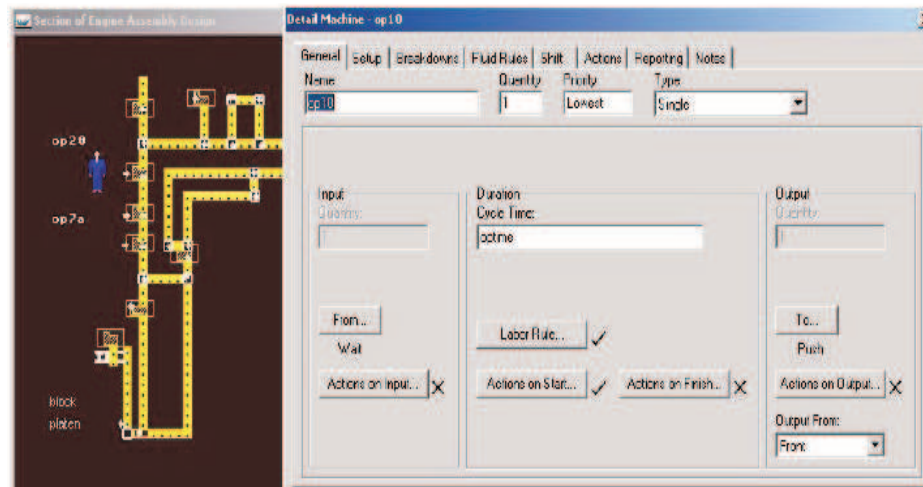 Section of Engine Assembly Design
op20
op7a
block
platen
Detail Machine - op10
General Setup Breakdowns Fluid Rules Shift Actions Reporting Notes
Name Quantity Priority Type
op10 1 Lowest Single
Input Duration Output
Quantity: Cycle Time: Quantity:
1 optime 1
From... Labor Rule... To...
Wait Push
Actions on Input... Actions on Start... Actions on Finish... Actions on Output...
Output From:
Front